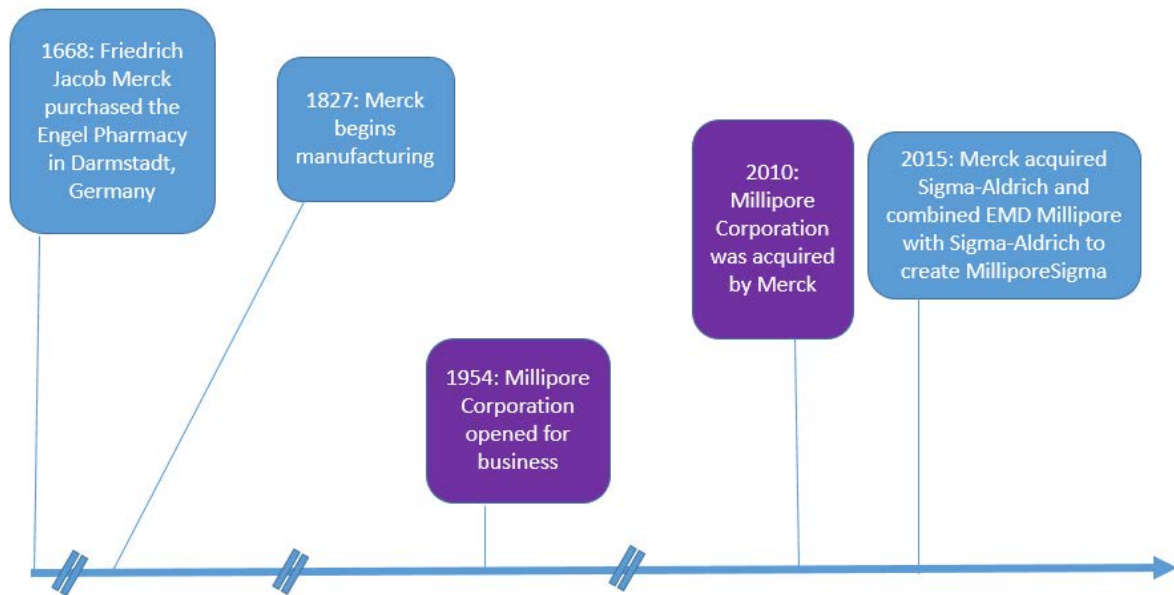 1668: Friedrich
Jacob Merck
purchased the
Engel Pharmacy
in Darmstadt,
Germany
1827: Merck
begins
manufacturing
1954: Millipore
Corporation
opened for
business
2010:
Millipore
Corporation
was acquired
by Merck
2015: Merck acquired
Sigma-Aldrich and
combined EMD Millipore
with Sigma-Aldrich to
create MilliporeSigma